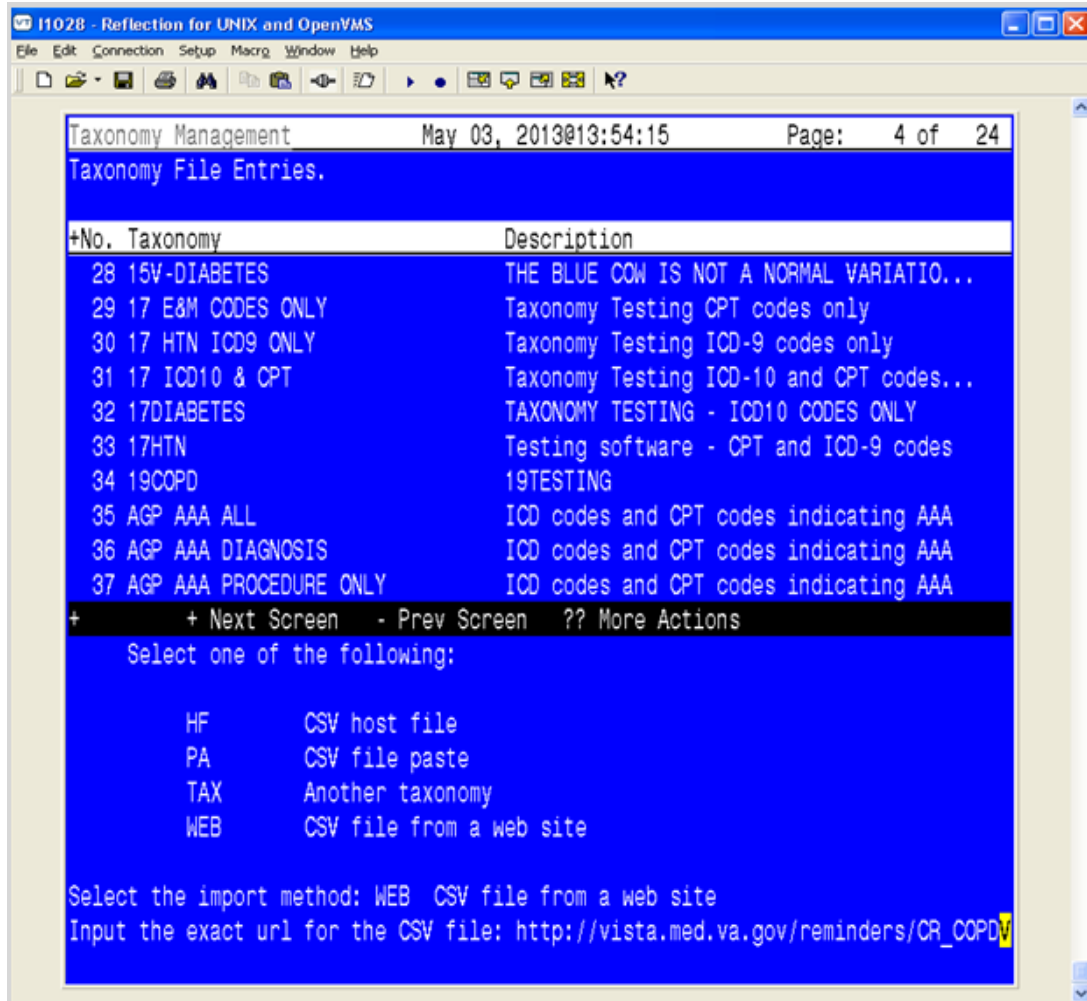 VT I1028 - Reflection for UNIX and OpenVMS
File Edit Connection Setup Macro Window Help
Taxonomy Management May 03, 2013@13:54:15 Page: 4 of 24
Taxonomy File Entries.
+No. Taxonomy Description
28 15V-DIABETES THE BLUE COW IS NOT A NORMAL VARIATIO...
29 17 E&M CODES ONLY Taxonomy Testing CPT codes only
30 17 HTN ICD9 ONLY Taxonomy Testing ICD-9 codes only
31 17 ICD10 & CPT Taxonomy Testing ICD-10 and CPT codes...
32 17DIABETES TAXONOMY TESTING - ICD10 CODES ONLY
33 17HTN Testing software - CPT and ICD-9 codes
34 19COPD 19TESTING
35 AGP AAA ALL ICD codes and CPT codes indicating AAA
36 AGP AAA DIAGNOSIS ICD codes and CPT codes indicating AAA
37 AGP AAA PROCEDURE ONLY ICD codes and CPT codes indicating AAA
+ + Next Screen - Prev Screen ?? More Actions
Select one of the following:
HF CSV host file
PA CSV file paste
TAX Another taxonomy
WEB CSV file from a web site
Select the import method: WEB CSV file from a web site
Input the exact url for the CSV file: http://vista.med.va.gov/reminders/CR_COPDV